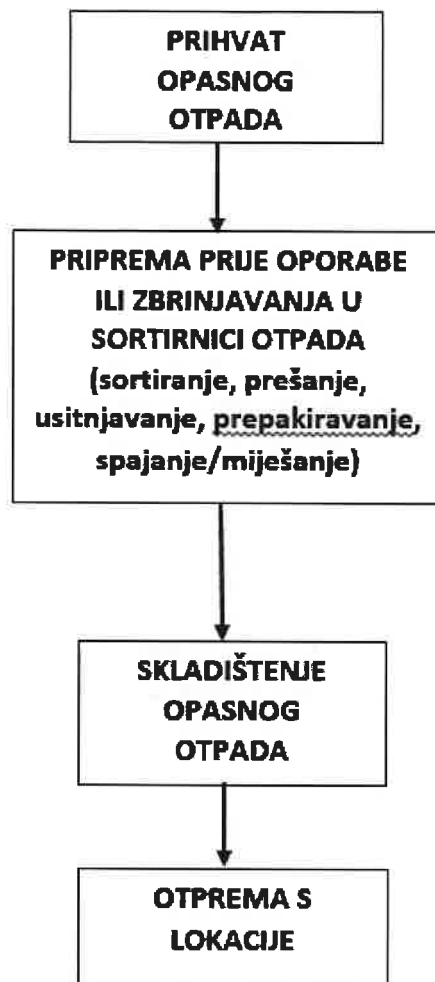 PRIHVAT
OPASNOG
OTPADA
PRIPREMA PRIJE OPORABE
ILI ZBRINJAVANJA U
SORTIRNICI OTPADA
(sortiranje, prešanje,
usitnjavanje, prepakiravanje,
spajanje/miješanje)
SKLADIŠTENJE
OPASNOG
OTPADA
OTPREMA S
LOKACIJE